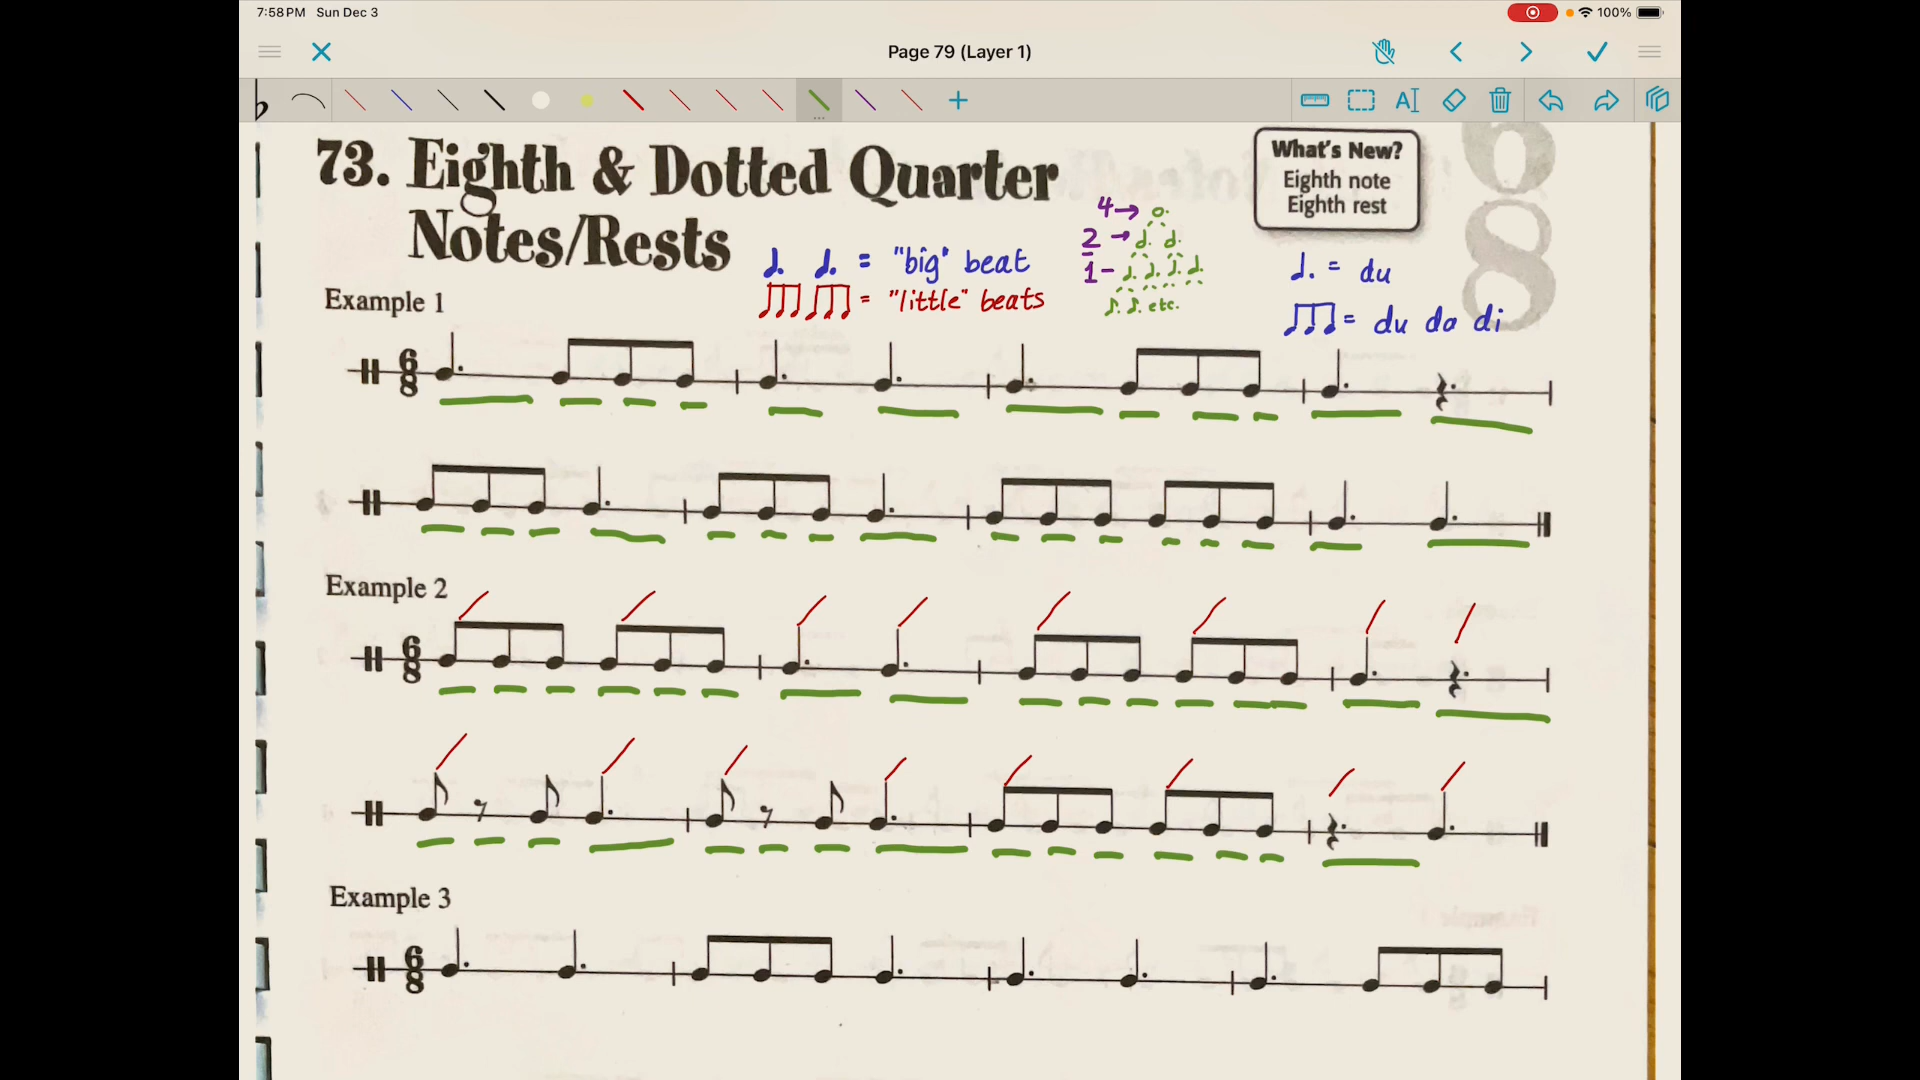 7:58 PM Sun Dec 3
100%
Page 79 (Layer 1)
A
73. Eighth & Dotted Quarter
Notes/Rests
What's New?
Eighth note
Eighth rest
6
8
♩. ♩. = "big" beat
♫♪ ♫♪ = "little" beats
4→ o.
2 → 𝅗𝅥. 𝅗𝅥.
1- ♩. ♩. ♩. ♩.
♪. ♪. etc.
♩. = du
♫♪ = du da di
Example 1
6
8
Example 2
6
8
Example 3
6
8